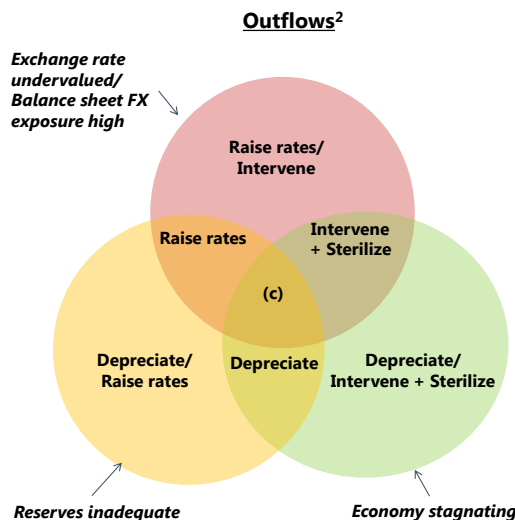 Outflows2
Exchange rate
undervalued/
Balance sheet FX
exposure high
Raise rates/
Intervene
Raise rates
Intervene
+ Sterilize
(c)
Depreciate/
Raise rates
Depreciate
Depreciate/
Intervene + Sterilize
Reserves inadequate
Economy stagnating